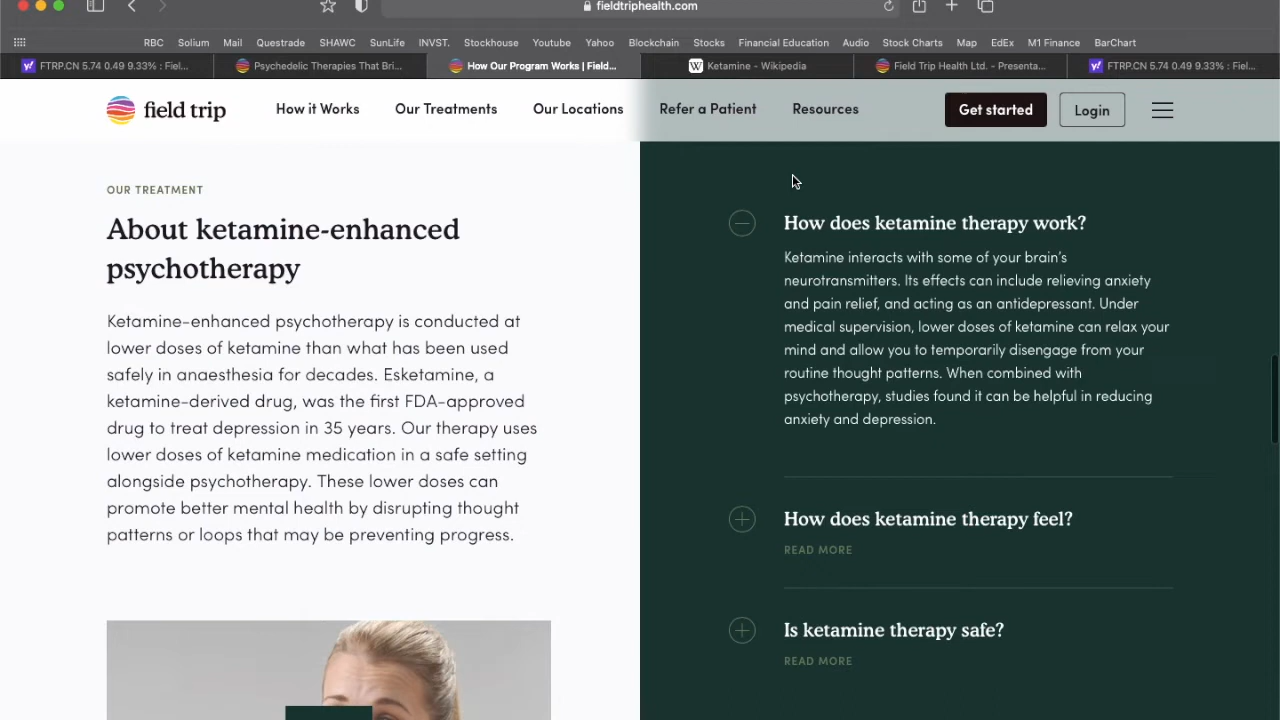 fieldtriphealth.com
RBC Solium Mail Questrade SHAWC SunLife INVST. Stockhouse Youtube Yahoo Blockchain Stocks Financial Education Audio Stock Charts Map EdEx M1 Finance BarChart
FTRP.CN 5.74 0.49 9.33% : Fiel... Psychedelic Therapies That Bri... How Our Program Works | Field... W Ketamine - Wikipedia Field Trip Health Ltd. - Presenta... FTRP.CN 5.74 0.49 9.33% : Fiel...
field trip How it Works Our Treatments Our Locations Refer a Patient Resources Get started Login
OUR TREATMENT
About ketamine-enhanced
psychotherapy
Ketamine-enhanced psychotherapy is conducted at
lower doses of ketamine than what has been used
safely in anaesthesia for decades. Esketamine, a
ketamine-derived drug, was the first FDA-approved
drug to treat depression in 35 years. Our therapy uses
lower doses of ketamine medication in a safe setting
alongside psychotherapy. These lower doses can
promote better mental health by disrupting thought
patterns or loops that may be preventing progress.
How does ketamine therapy work?
Ketamine interacts with some of your brain's
neurotransmitters. Its effects can include relieving anxiety
and pain relief, and acting as an antidepressant. Under
medical supervision, lower doses of ketamine can relax your
mind and allow you to temporarily disengage from your
routine thought patterns. When combined with
psychotherapy, studies found it can be helpful in reducing
anxiety and depression.
How does ketamine therapy feel?
READ MORE
Is ketamine therapy safe?
READ MORE